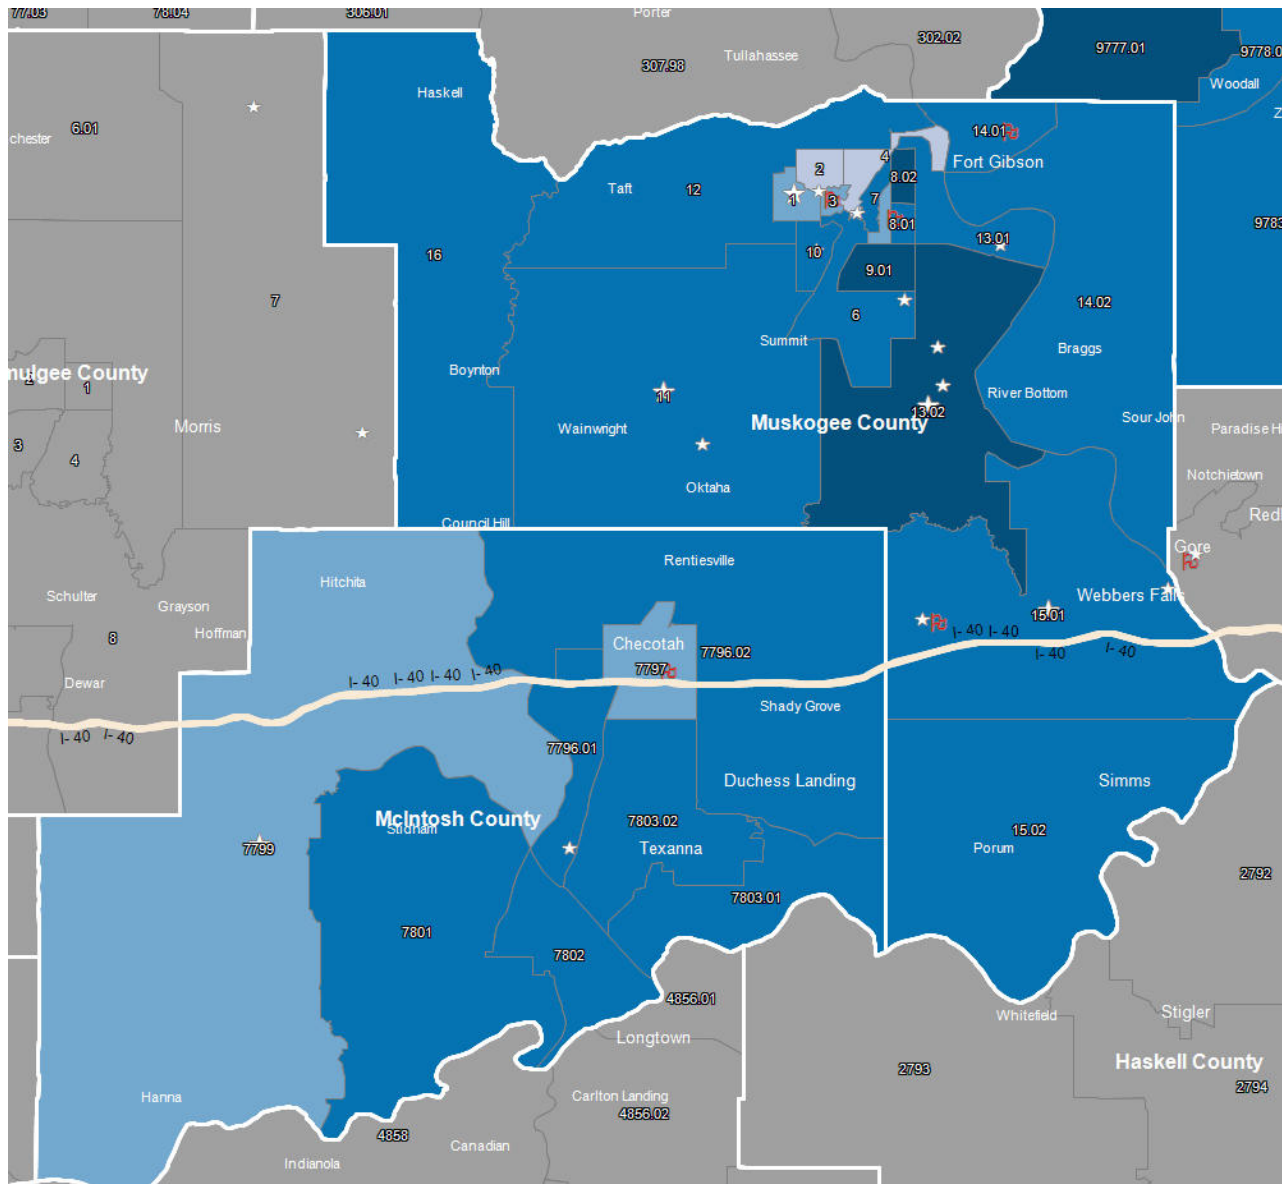 77.03
78.04
306.01
Porter
302.02
9777.01
9778.0
Tullahassee
307.98
Woodall
Haskell
Z
6.01
chester
14.01
4
Fort Gibson
2
8.02
Taft
12
1
3
7
8.01
9783
13.01
10
16
9.01
7
14.02
6
Summit
Braggs
mulgee County
2
1
Boynton
River Bottom
11
13.02
Sour John
Muskogee County
Morris
Wainwright
Paradise Hi
3
4
Notchietown
Oktaha
Redl
Council Hill
Gore
Rentiesville
Hitchita
Schulter
Grayson
Webbers Falls
15.01
Hoffman
8
Checotah
I- 40 I- 40
7796.02
I- 40
I- 40
7797
I- 40 I- 40 I- 40 I- 40
Dewar
Shady Grove
I- 40 I- 40
7796.01
Duchess Landing
Simms
McIntosh County
7803.02
Stidham
15.02
7799
Texanna
Porum
2792
7803.01
7801
7802
4856.01
Whitefield
Stigler
Longtown
Haskell County
2793
2794
Hanna
Carlton Landing
4856.02
4858
Canadian
Indianola